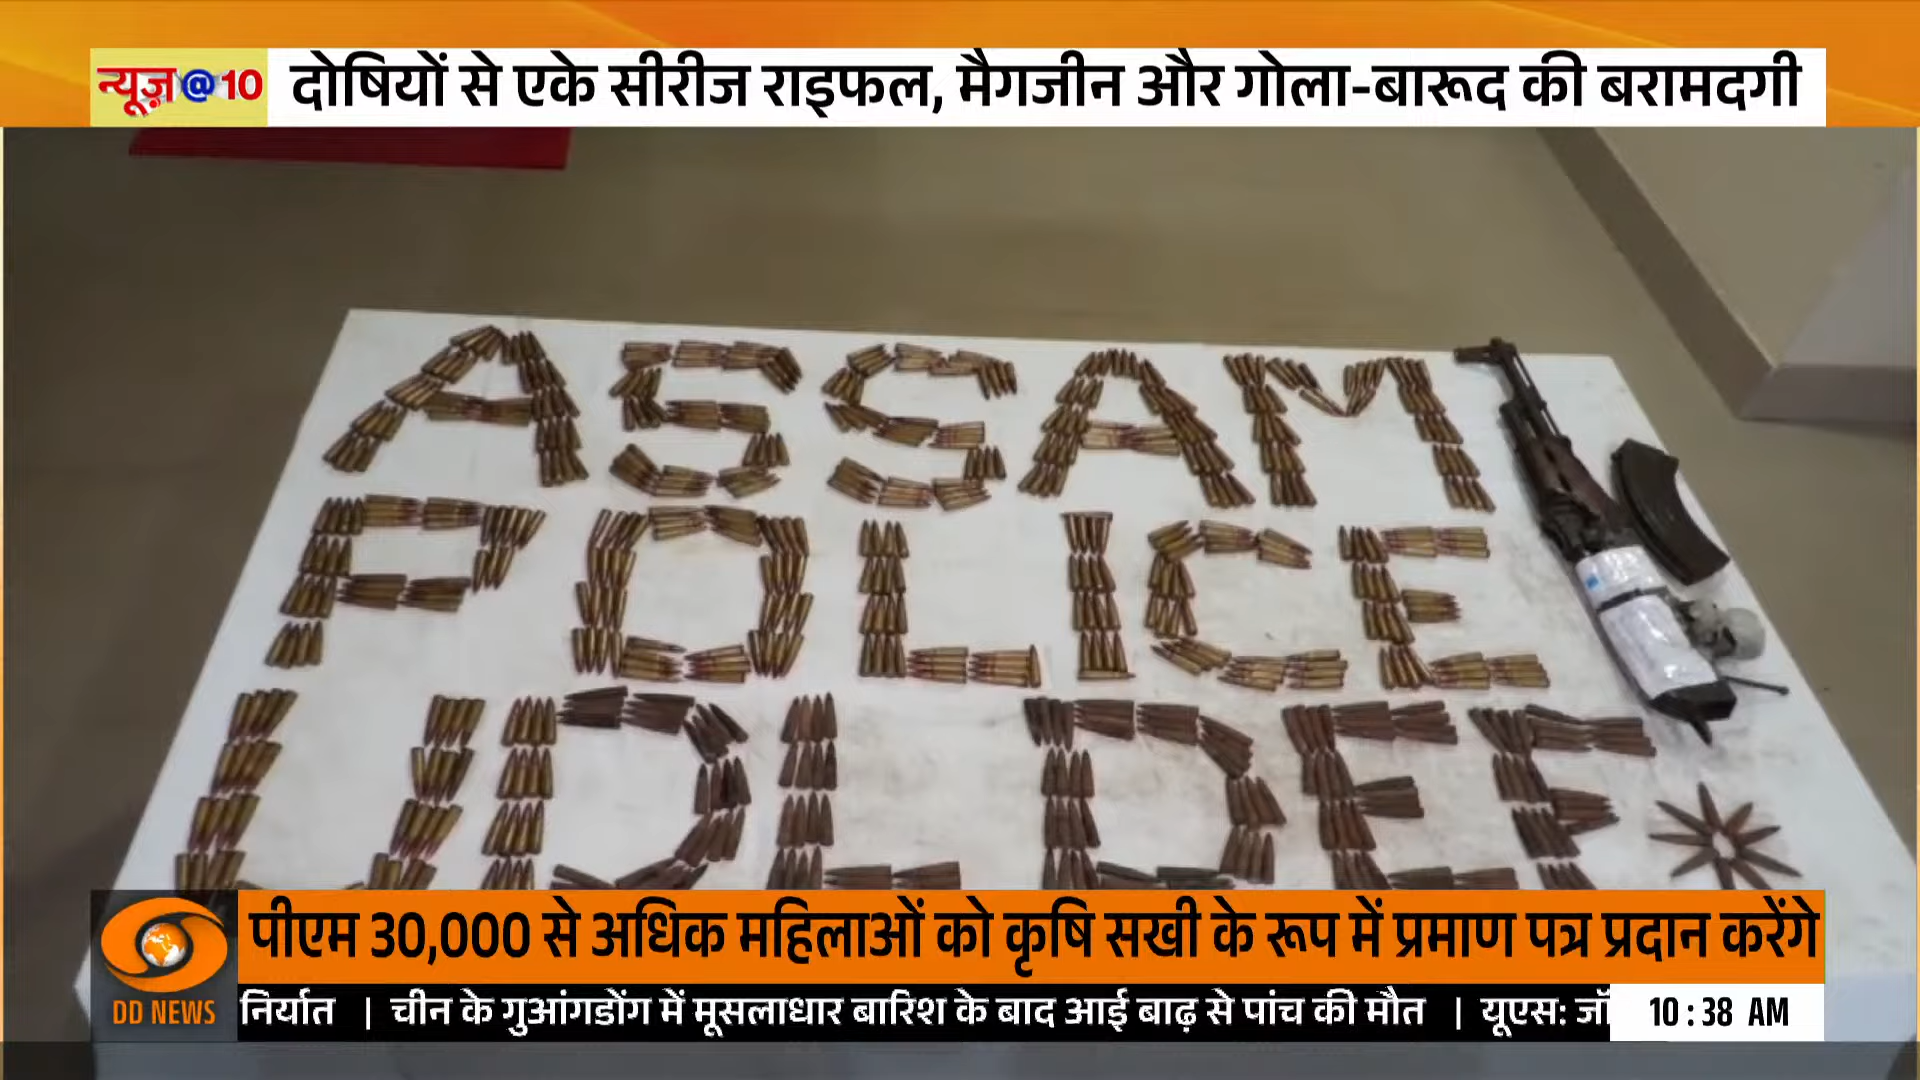 न्यूज़@10 दोषियों से एके सीरीज राइफल, मैगजीन और गोला-बारूद की बरामदगी
ASSAM
POLICE
UDLDEF
पीएम 30,000 से अधिक महिलाओं को कृषि सखी के रूप में प्रमाण पत्र प्रदान करेंगे
DD NEWS
निर्यात | चीन के गुआंगडोंग में मूसलाधार बारिश के बाद आई बाढ़ से पांच की मौत | यूएस:
10:38 AM